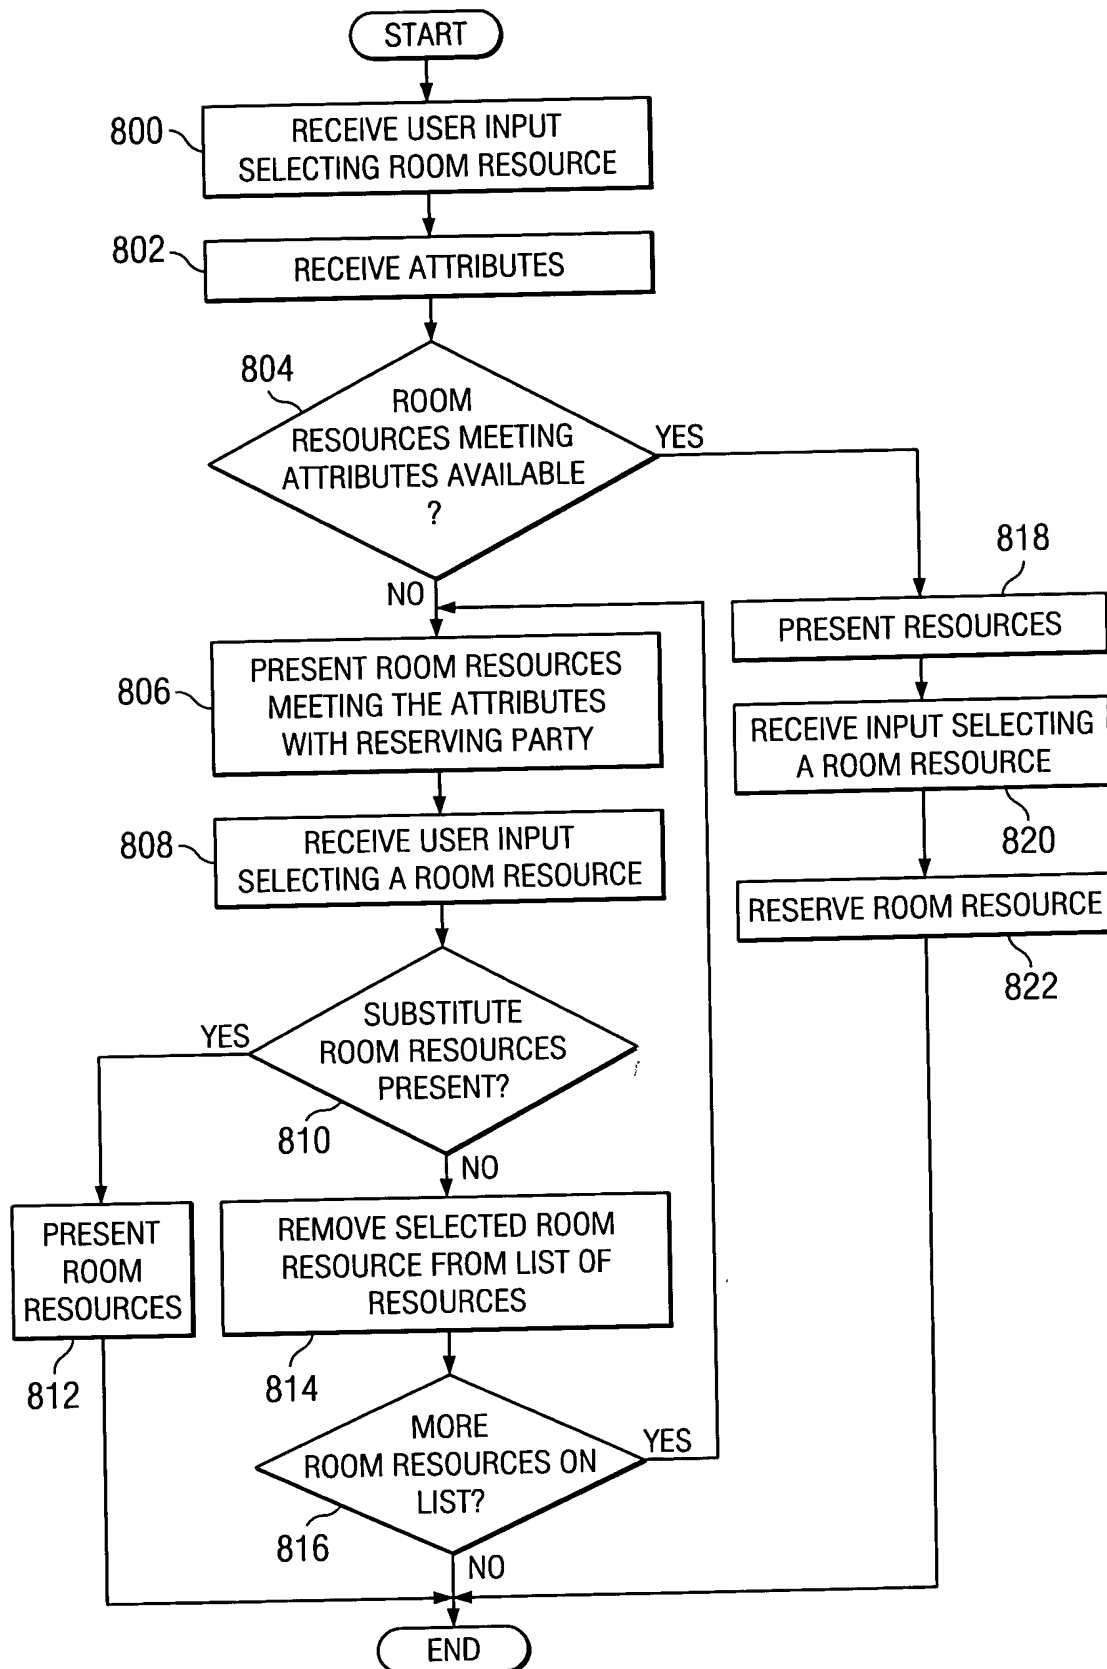 START
800
RECEIVE USER INPUT
SELECTING ROOM RESOURCE
802
RECEIVE ATTRIBUTES
804
ROOM
RESOURCES MEETING
ATTRIBUTES AVAILABLE
?
YES
NO
818
PRESENT RESOURCES
806
PRESENT ROOM RESOURCES
MEETING THE ATTRIBUTES
WITH RESERVING PARTY
RECEIVE INPUT SELECTING
A ROOM RESOURCE
820
808
RECEIVE USER INPUT
SELECTING A ROOM RESOURCE
RESERVE ROOM RESOURCE
822
YES
SUBSTITUTE
ROOM RESOURCES
PRESENT?
810
NO
PRESENT
ROOM
RESOURCES
812
REMOVE SELECTED ROOM
RESOURCE FROM LIST OF
RESOURCES
814
MORE
ROOM RESOURCES ON
LIST?
YES
816
NO
END